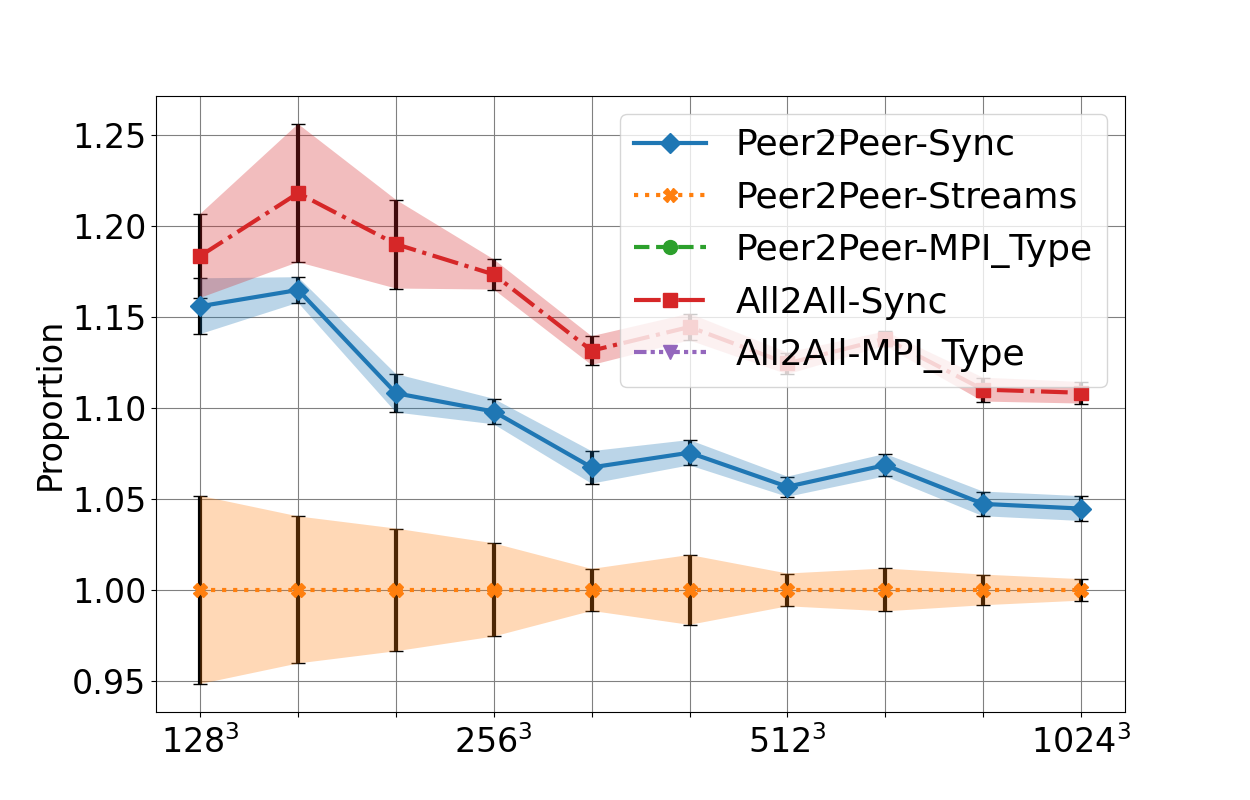 Proportion
1.25
1.20
1.15
1.10
1.05
1.00
0.95
128³
256³
512³
1024³
Peer2Peer-Sync
Peer2Peer-Streams
Peer2Peer-MPI_Type
All2All-Sync
All2All-MPI_Type